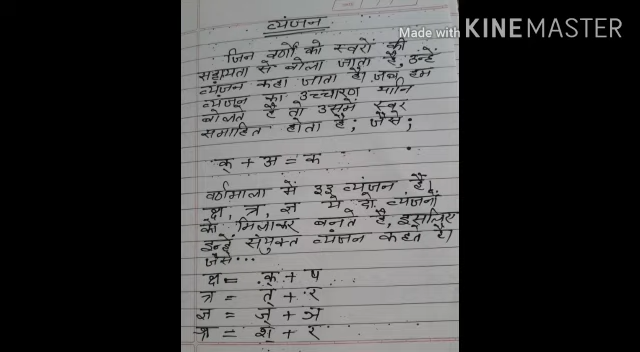 Made with KINEMASTER
व्यंजन
जिन वर्णों को स्वरों की
सहायता से बोला जाता है, उन्हें
व्यंजन कहा जाता है। जब हम
व्यंजन का उच्चारण यानि
बोलते है तो उसमें स्वर
समाहित होता है; जैसे;
क् + अ = क
वर्णमाला में ३३ व्यंजन है।
क्ष, त्र, ज्ञ ये दो व्यंजनों
को मिलाकर बनते है, इसलिए
इन्हें संयुक्त व्यंजन कहते है।
जैसे...
क्ष = क् + ष
त्र = त् + र
ज्ञ = ज् + ञ
श्र = श् + र